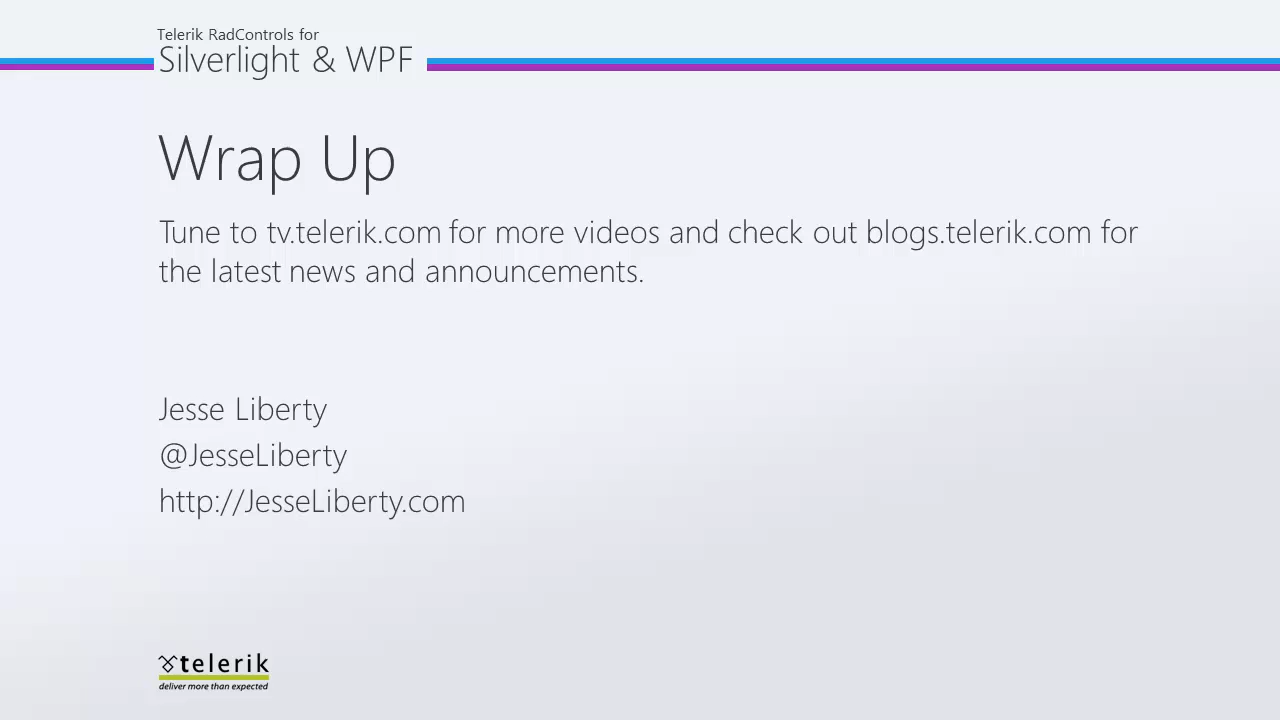 Telerik RadControls for
Silverlight & WPF
Wrap Up
Tune to tv.telerik.com for more videos and check out blogs.telerik.com for
the latest news and announcements.
Jesse Liberty
@JesseLiberty
http://JesseLiberty.com
telerik
deliver more than expected